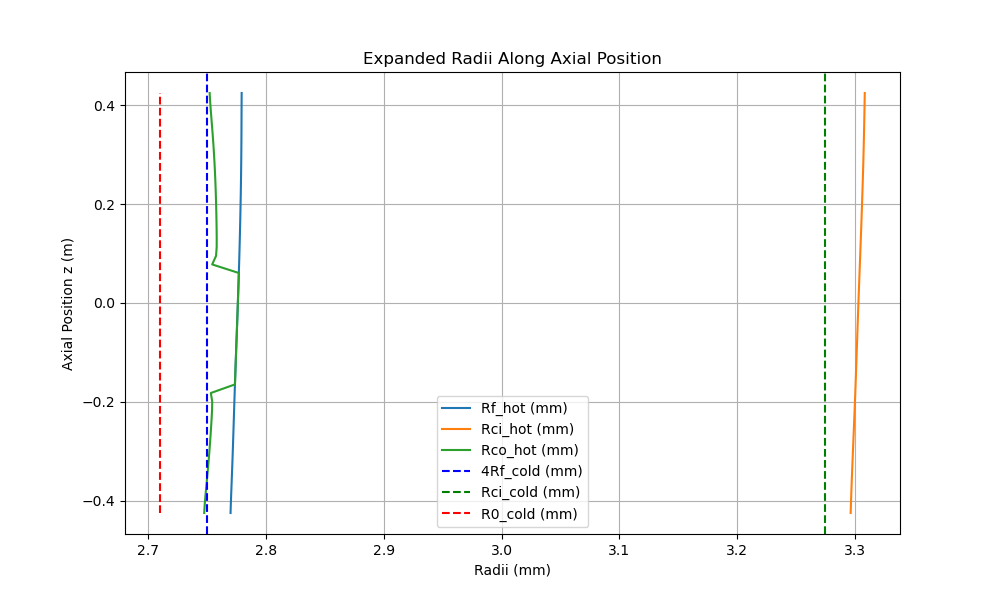 Expanded Radii Along Axial Position
Axial Position z (m)
0.4
0.2
0.0
−0.2
−0.4
Rf_hot (mm)
Rci_hot (mm)
Rco_hot (mm)
4Rf_cold (mm)
Rci_cold (mm)
R0_cold (mm)
2.7 2.8 2.9 3.0 3.1 3.2 3.3
Radii (mm)